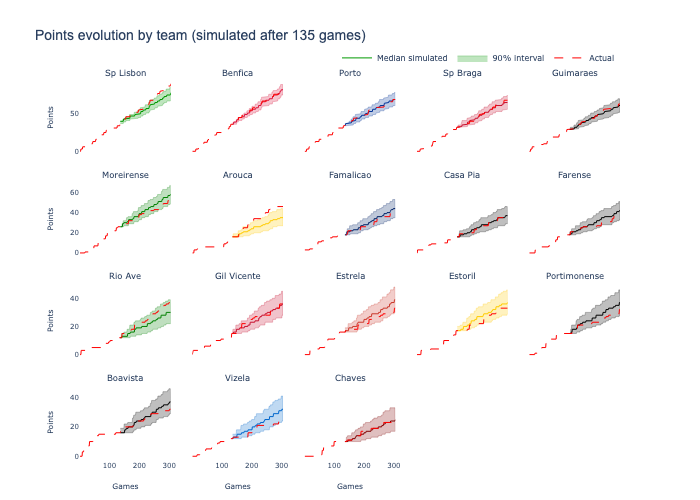 Points evolution by team (simulated after 135 games)
Median simulated 90% interval Actual
Sp Lisbon Benfica Porto Sp Braga Guimaraes
Points
50
0
Moreirense Arouca Famalicao Casa Pia Farense
Points
60
40
20
0
Rio Ave Gil Vicente Estrela Estoril Portimonense
Points
40
20
0
Boavista Vizela Chaves
Points
40
20
0
100 200 300 100 200 300 100 200 300
Games Games Games